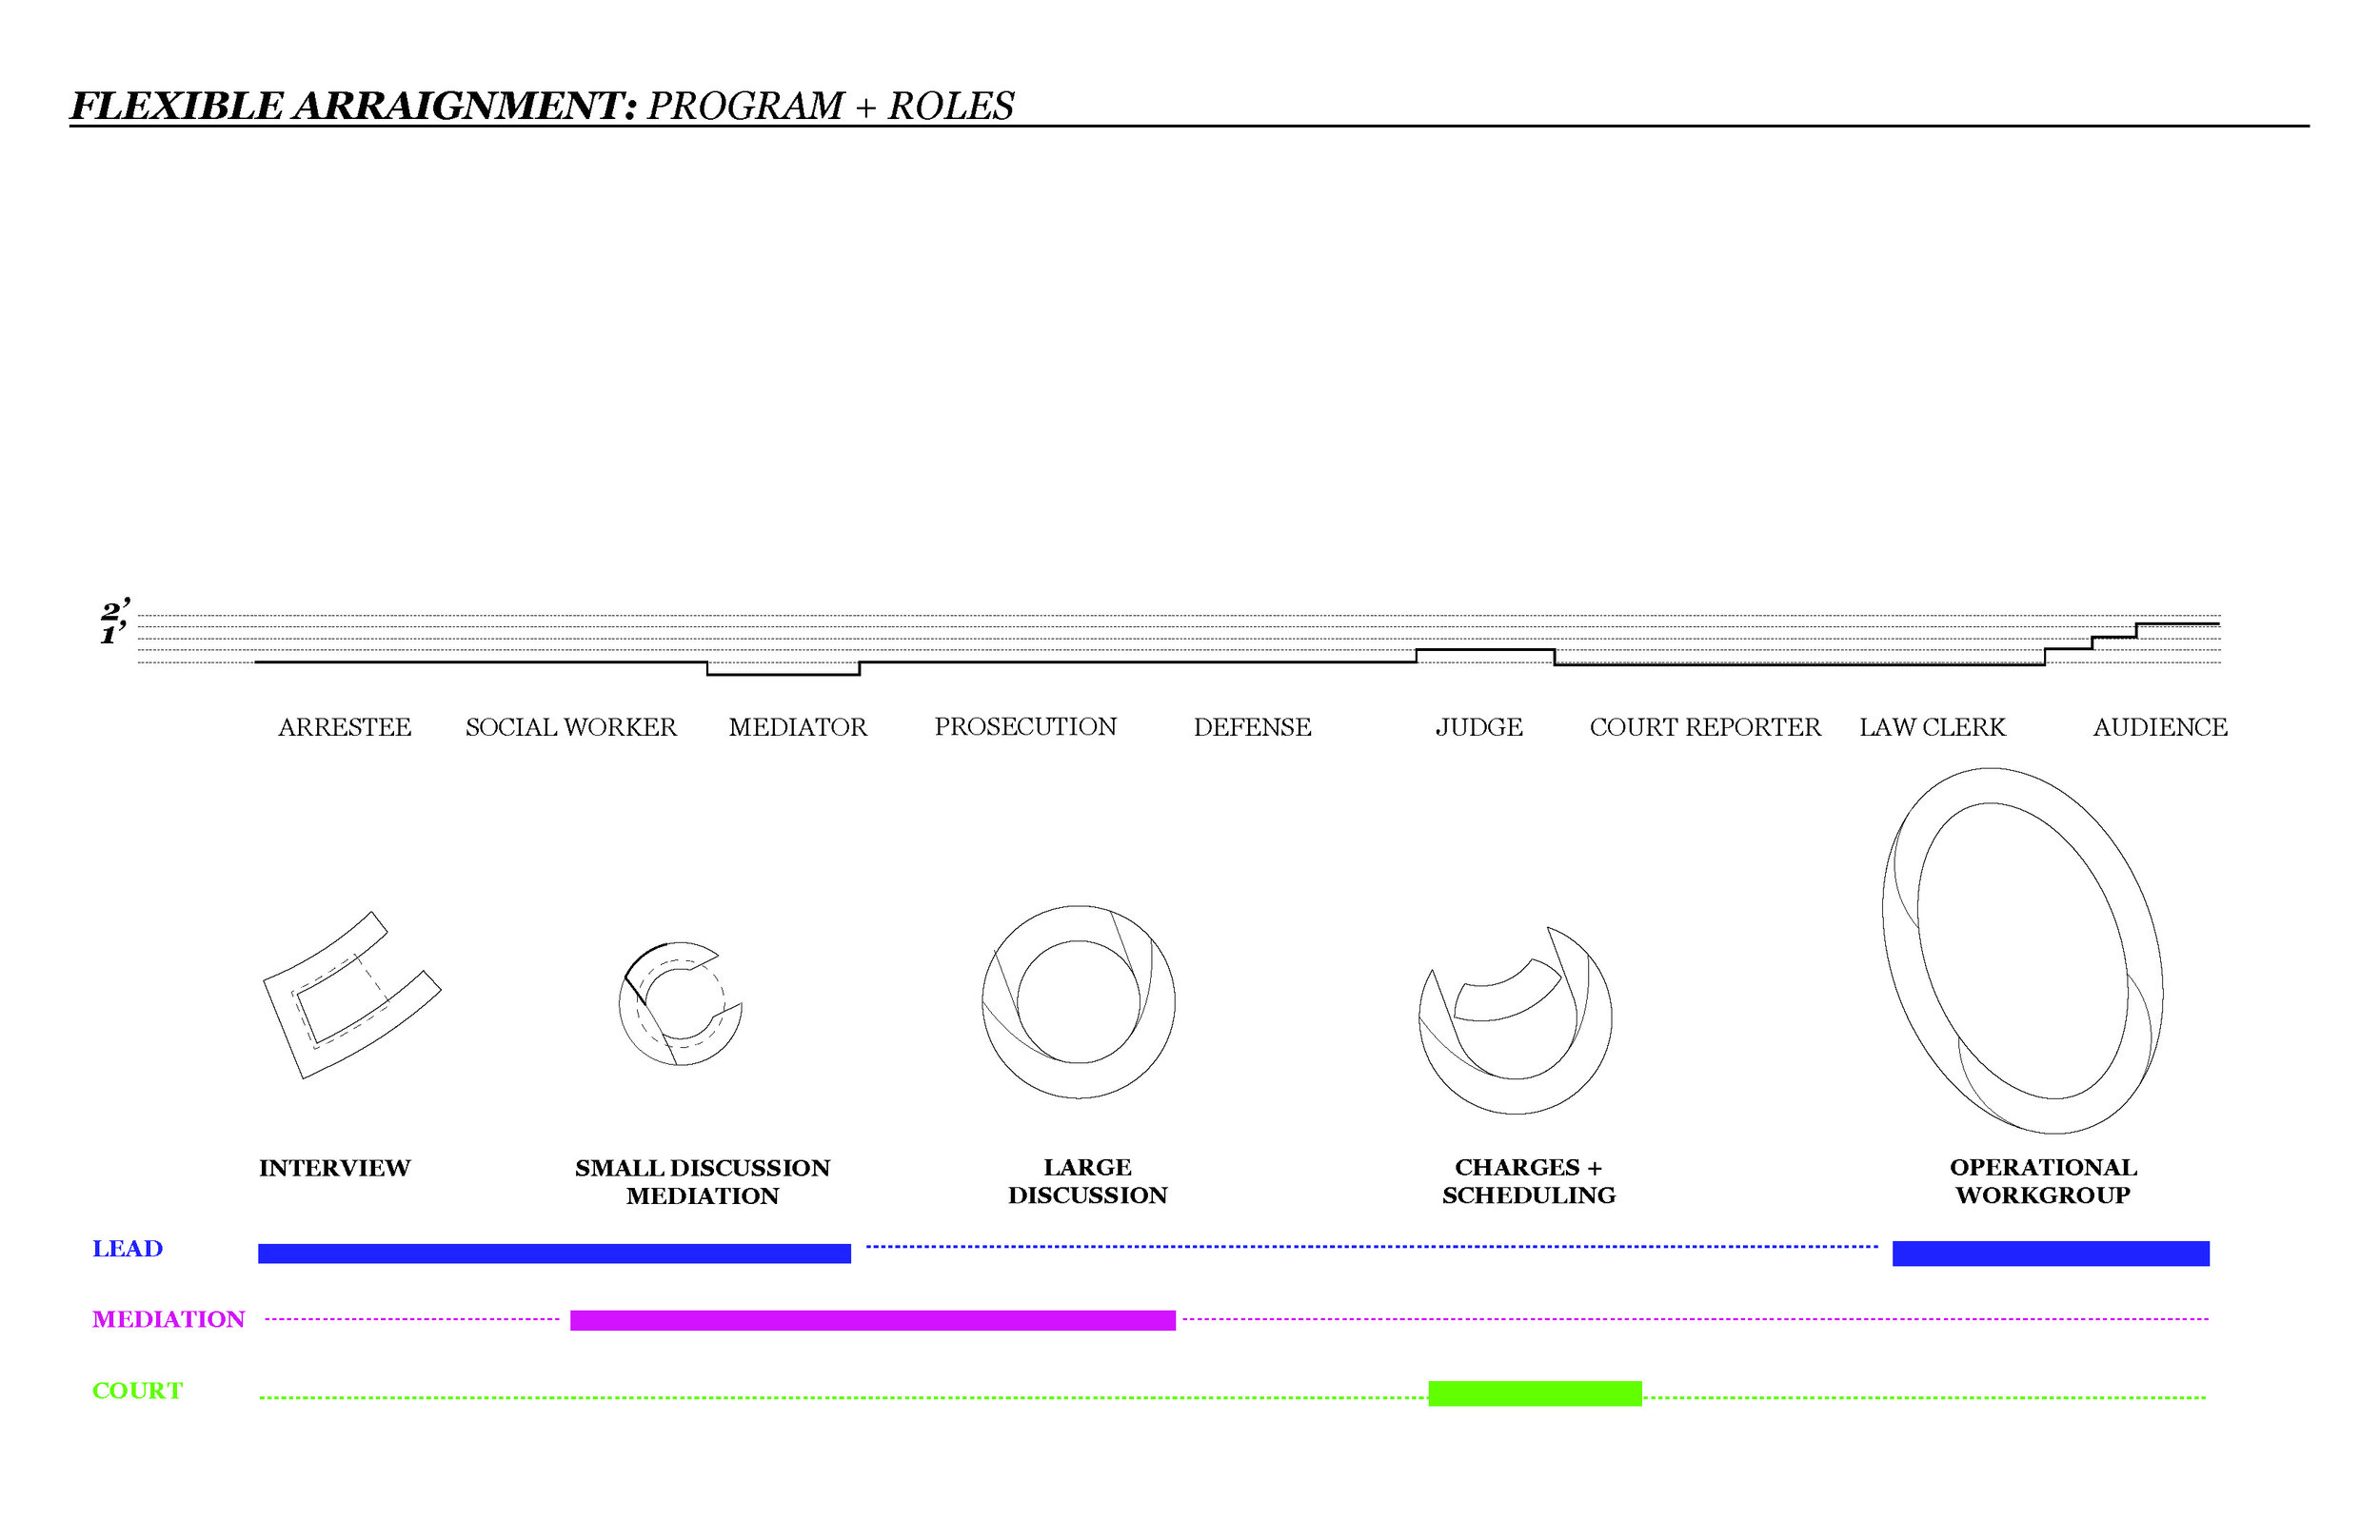 FLEXIBLE ARRAIGNMENT: PROGRAM + ROLES
2'
1'
ARRESTEE SOCIAL WORKER MEDIATOR PROSECUTION DEFENSE JUDGE COURT REPORTER LAW CLERK AUDIENCE
INTERVIEW
SMALL DISCUSSION
MEDIATION
LARGE
DISCUSSION
CHARGES +
SCHEDULING
OPERATIONAL
WORKGROUP
LEAD
MEDIATION
COURT